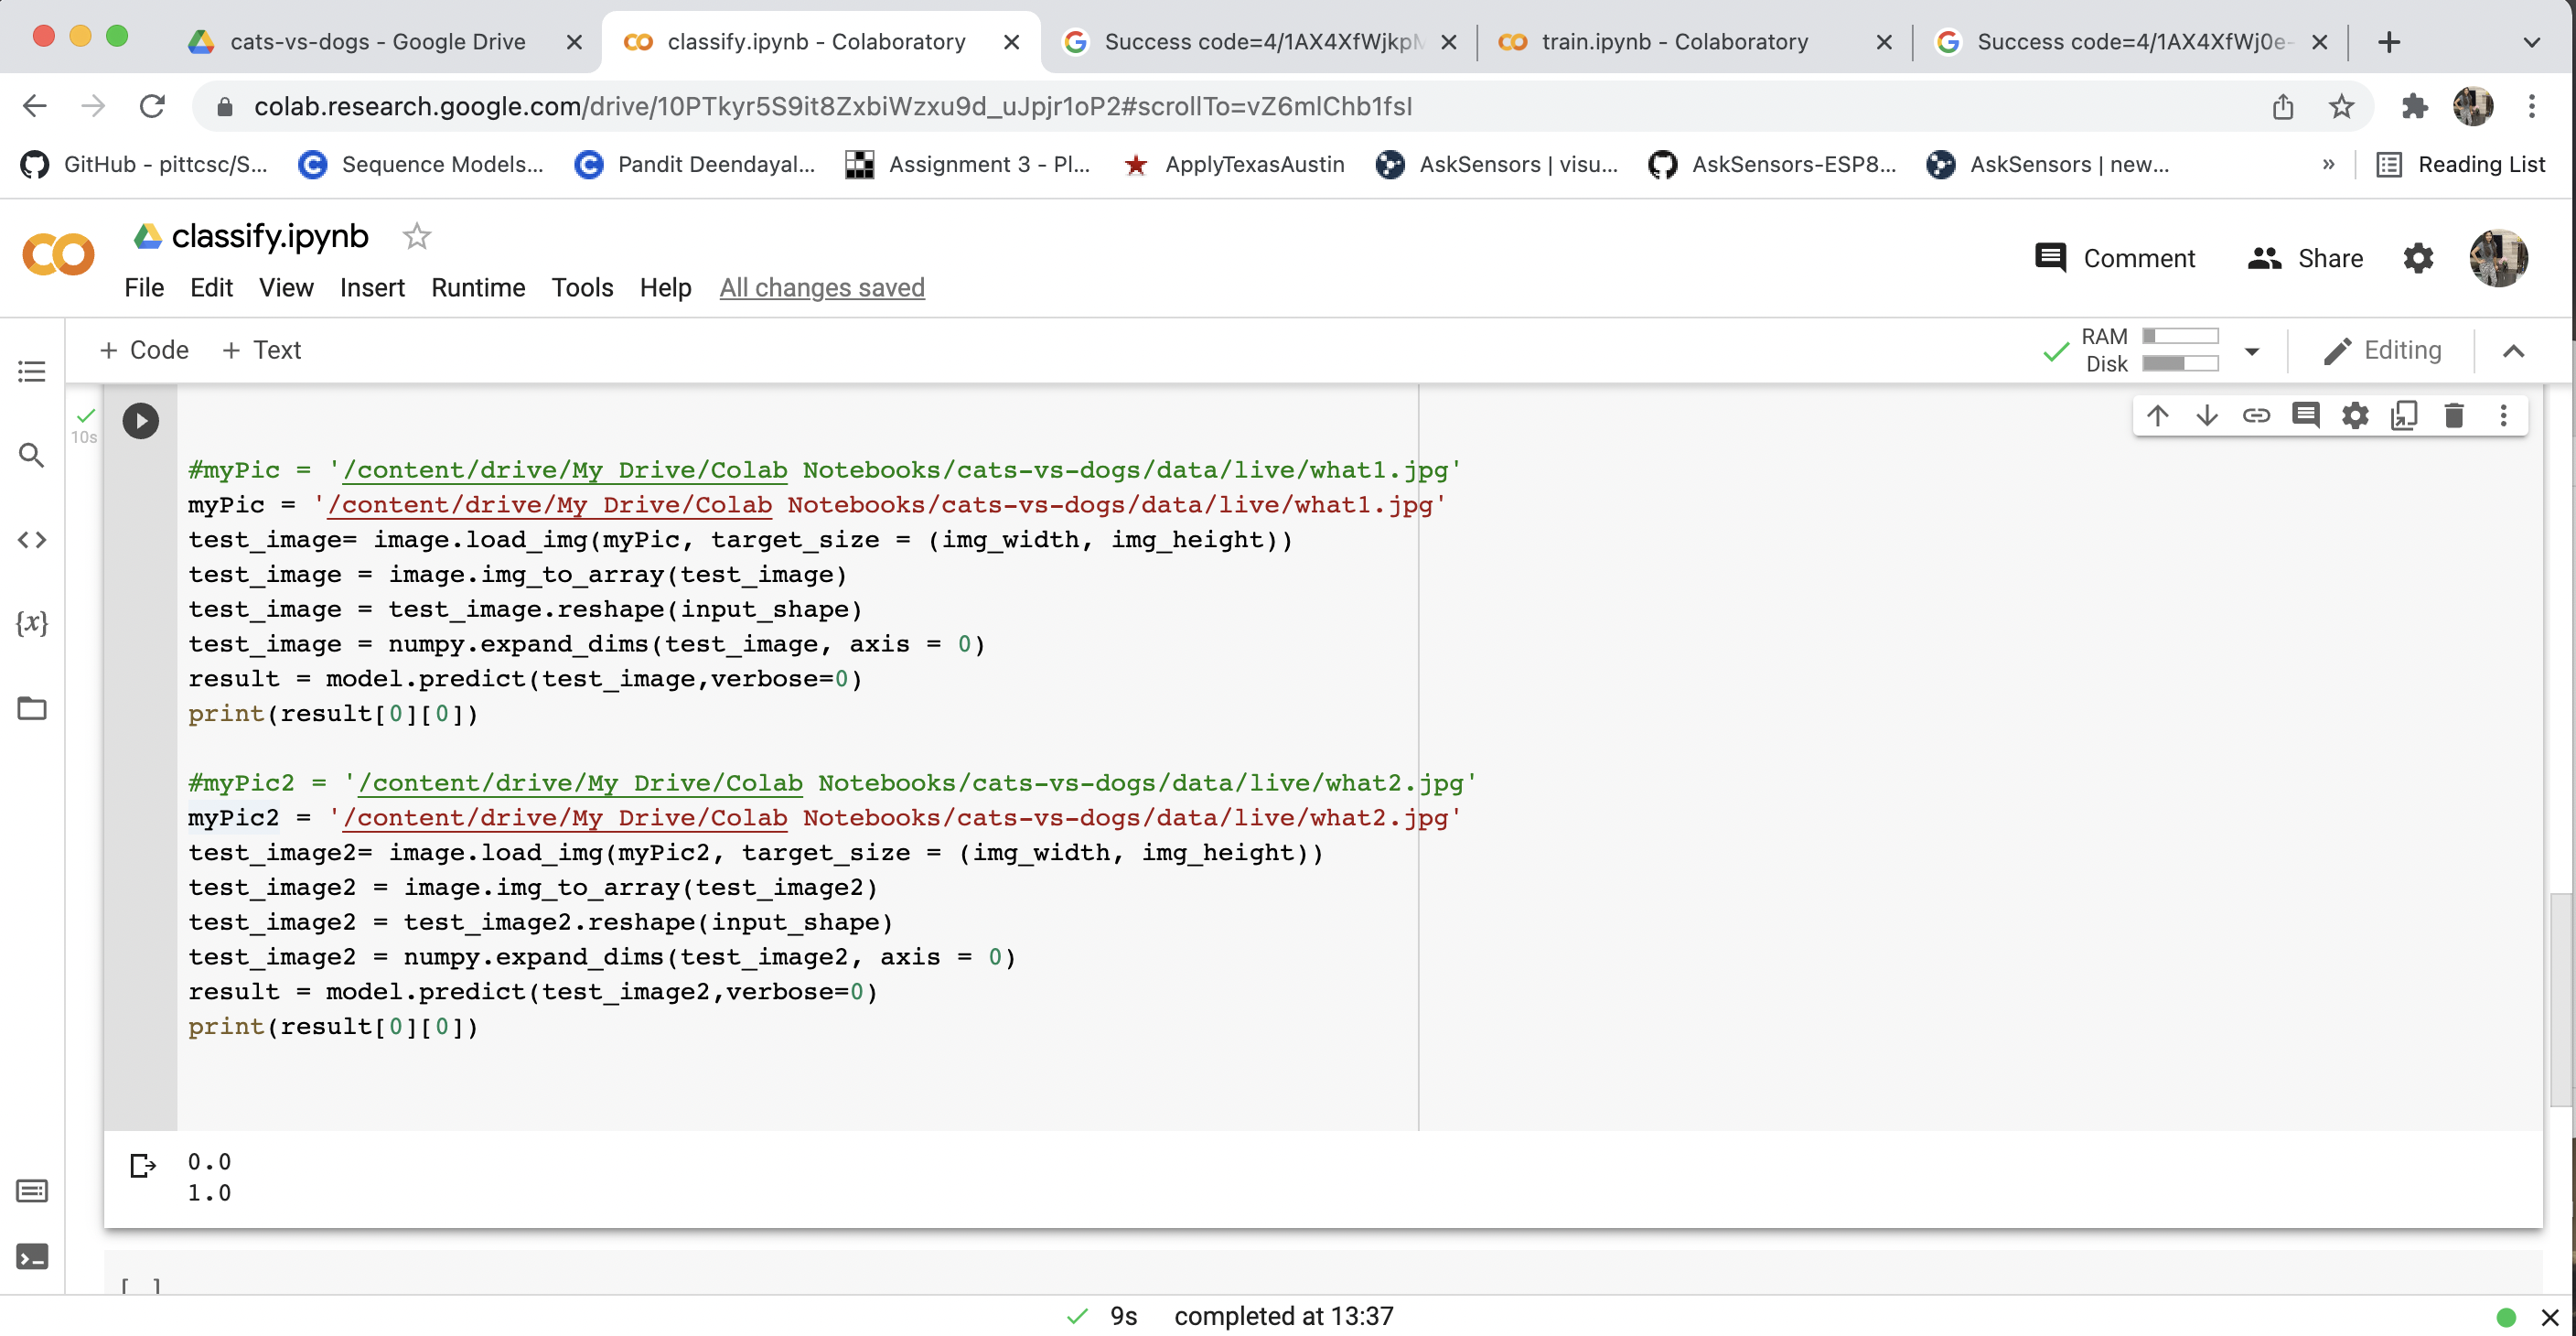 cats-vs-dogs - Google Drive
classify.ipynb - Colaboratory
Success code=4/1AX4XfWjkpM
train.ipynb - Colaboratory
Success code=4/1AX4XfWj0e-
colab.research.google.com/drive/10PTkyr5S9it8ZxbiWzxu9d_uJpjr1oP2#scrollTo=vZ6mlChb1fsI
GitHub - pittcsc/S...
Sequence Models...
Pandit Deendayal...
Assignment 3 - Pl...
ApplyTexasAustin
AskSensors | visu...
AskSensors-ESP8...
AskSensors | new...
»
Reading List
classify.ipynb
Comment
Share
File Edit View Insert Runtime Tools Help All changes saved
+ Code + Text
RAM
Disk
Editing
10s
#myPic = '/content/drive/My Drive/Colab Notebooks/cats-vs-dogs/data/live/what1.jpg'
myPic = '/content/drive/My Drive/Colab Notebooks/cats-vs-dogs/data/live/what1.jpg'
test_image= image.load_img(myPic, target_size = (img_width, img_height))
test_image = image.img_to_array(test_image)
test_image = test_image.reshape(input_shape)
test_image = numpy.expand_dims(test_image, axis = 0)
result = model.predict(test_image,verbose=0)
print(result[0][0])
#myPic2 = '/content/drive/My Drive/Colab Notebooks/cats-vs-dogs/data/live/what2.jpg'
myPic2 = '/content/drive/My Drive/Colab Notebooks/cats-vs-dogs/data/live/what2.jpg'
test_image2= image.load_img(myPic2, target_size = (img_width, img_height))
test_image2 = image.img_to_array(test_image2)
test_image2 = test_image2.reshape(input_shape)
test_image2 = numpy.expand_dims(test_image2, axis = 0)
result = model.predict(test_image2,verbose=0)
print(result[0][0])
0.0
1.0
[ ]
9s completed at 13:37